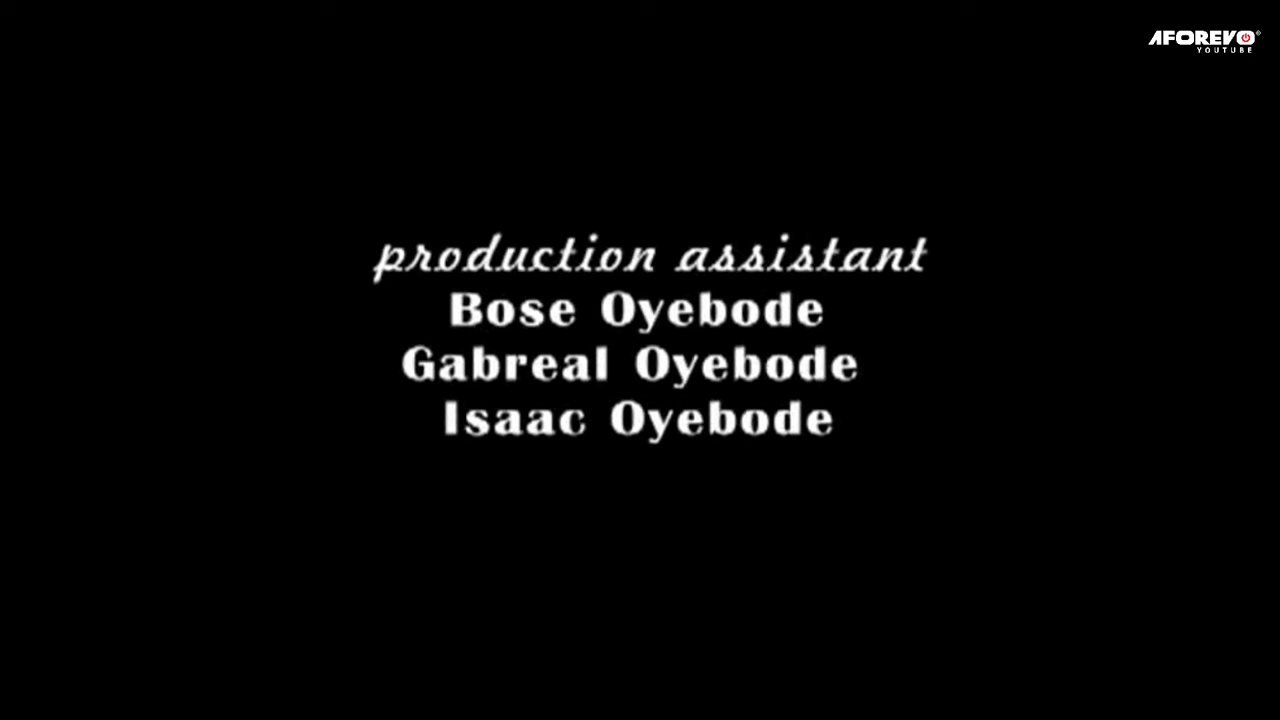 AFOREVO
YOUTUBE
production assistant
Bose Oyebode
Gabreal Oyebode
Isaac Oyebode